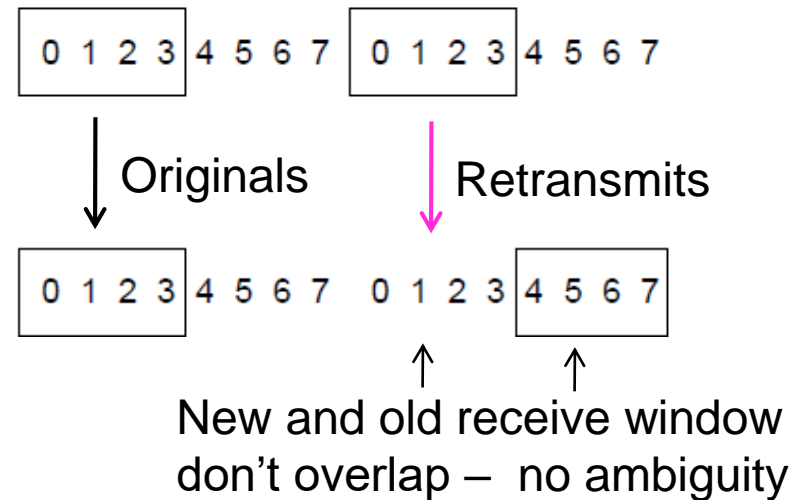 0 1 2 3 4 5 6 7 0 1 2 3 4 5 6 7
Originals Retransmits
0 1 2 3 4 5 6 7 0 1 2 3 4 5 6 7
New and old receive window
don’t overlap – no ambiguity